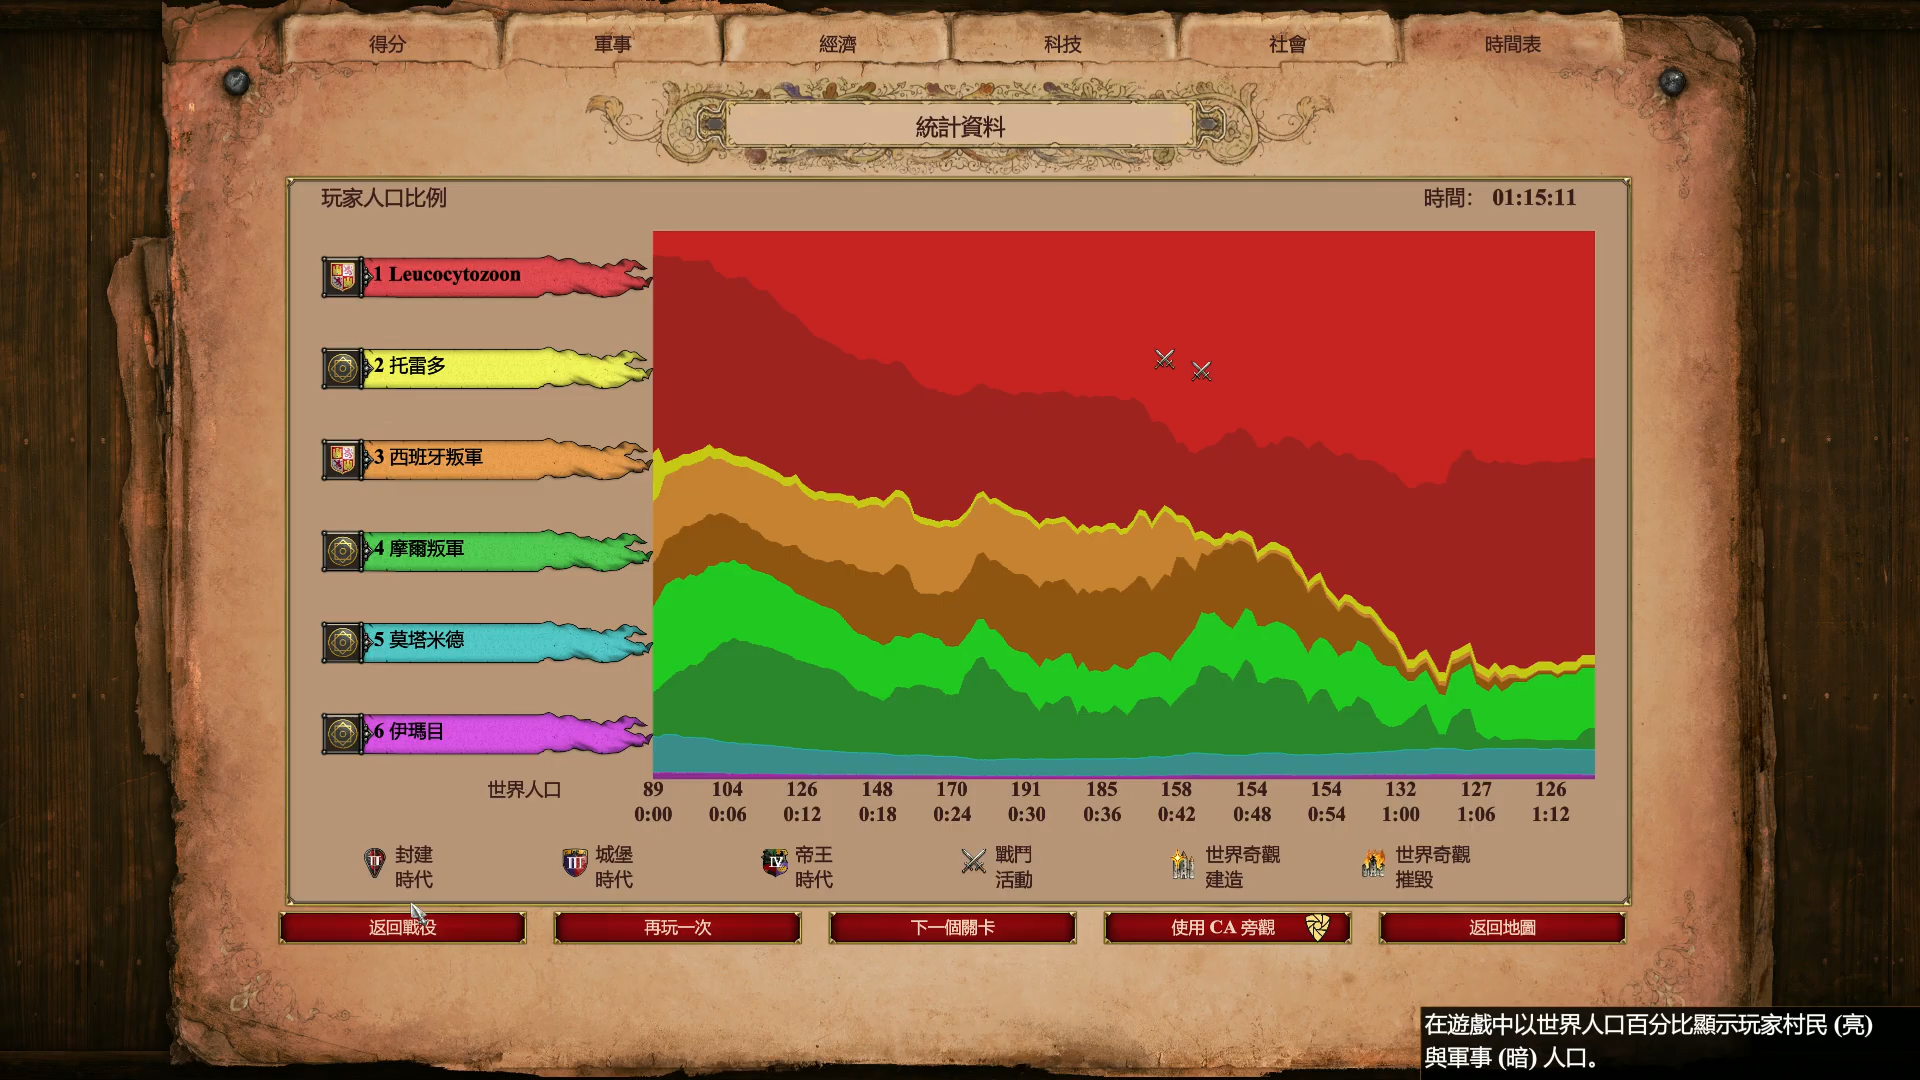 得分 軍事 經濟 科技 社會 時間表
統計資料
玩家人口比例 時間： 01:15:11
1 Leucocytozoon
2 托雷多
3 西班牙叛軍
4 摩爾叛軍
5 莫塔米德
6 伊瑪目
世界人口 89 104 126 148 170 191 185 158 154 154 132 127 126
0:00 0:06 0:12 0:18 0:24 0:30 0:36 0:42 0:48 0:54 1:00 1:06 1:12
II 封建 III 城堡 IV 帝王 戰鬥 世界奇觀 世界奇觀
時代 時代 時代 活動 建造 摧毀
返回戰役 再玩一次 下一個關卡 使用 CA 旁觀 返回地圖
在遊戲中以世界人口百分比顯示玩家村民 (亮)
與軍事 (暗) 人口。